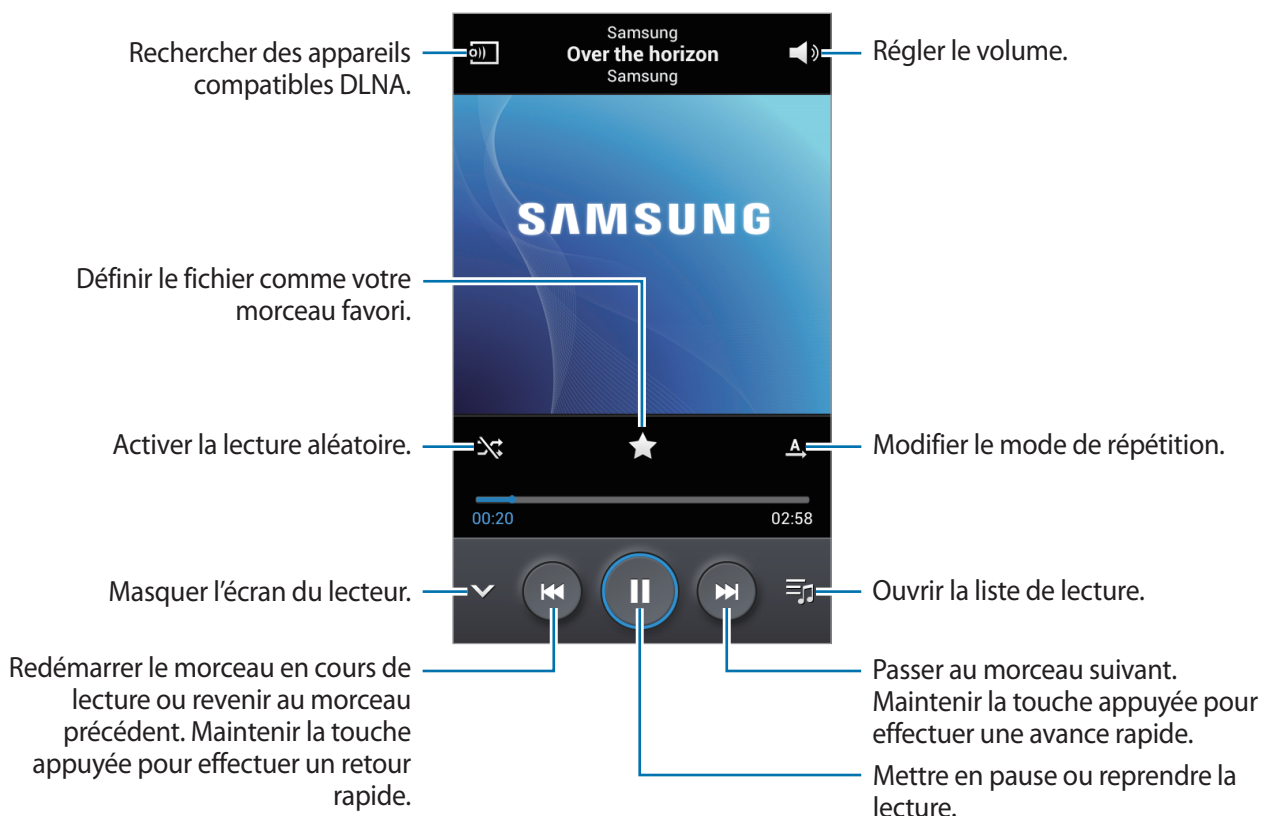 Rechercher des appareils
compatibles DLNA.
Samsung
Over the horizon
Samsung
Régler le volume.
SAMSUNG
Définir le fichier comme votre
morceau favori.
Activer la lecture aléatoire.
A
Modifier le mode de répétition.
00:20
02:58
Masquer l’écran du lecteur.
Ouvrir la liste de lecture.
Redémarrer le morceau en cours de
lecture ou revenir au morceau
précédent. Maintenir la touche
appuyée pour effectuer un retour
rapide.
Passer au morceau suivant.
Maintenir la touche appuyée pour
effectuer une avance rapide.
Mettre en pause ou reprendre la
lecture.